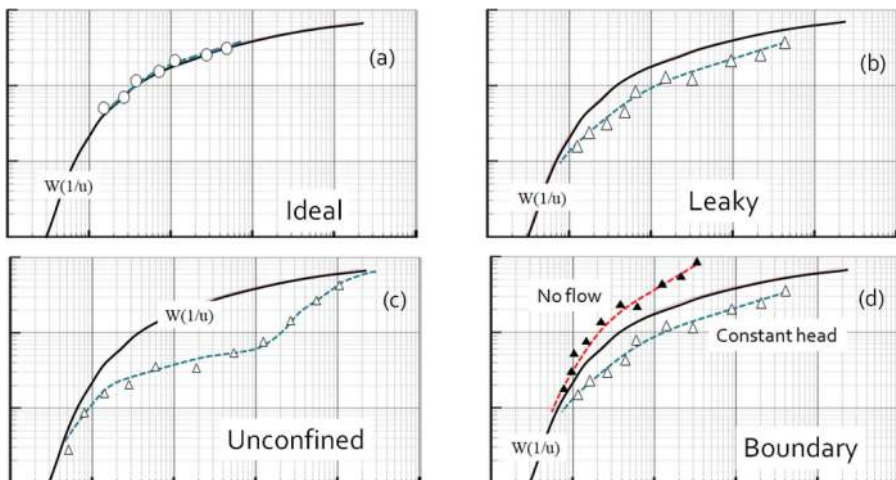 (a)
W(1/u)
Ideal
(b)
W(1/u)
Leaky
(c)
W(1/u)
Unconfined
(d)
No flow
Constant head
W(1/u)
Boundary